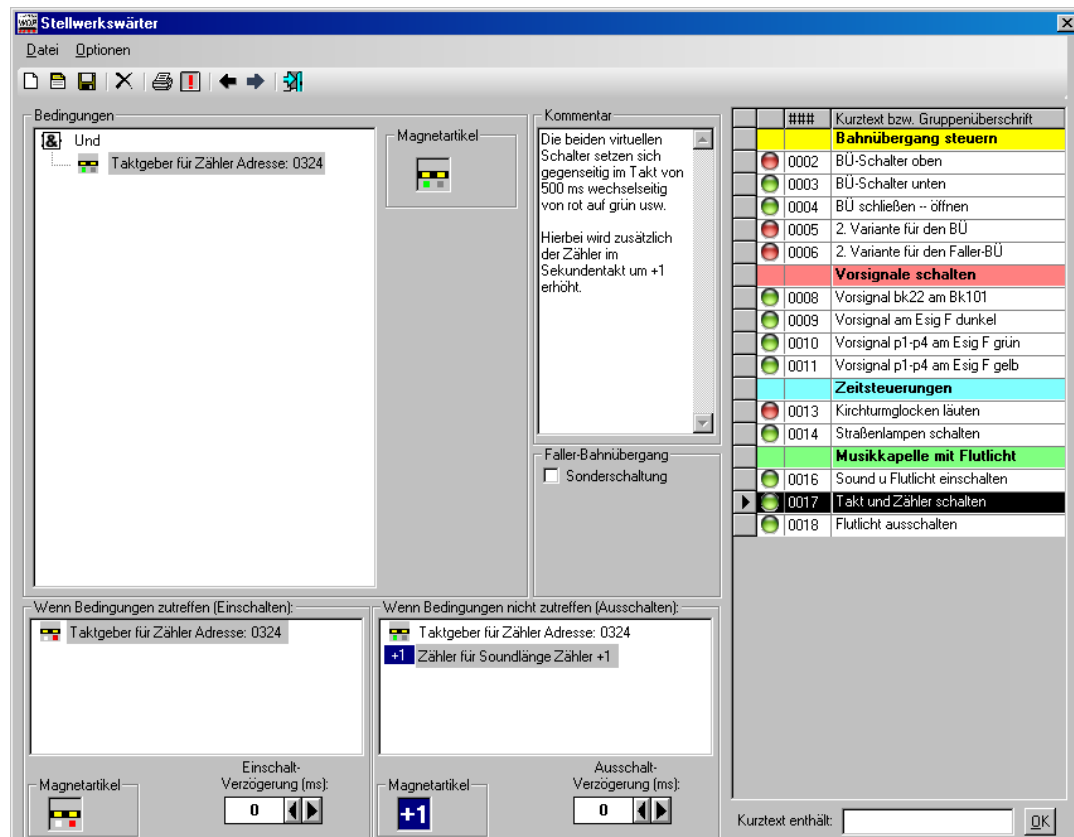 WDP Stellwerkswärter
Datei Optionen
Bedingungen
& Und
Taktgeber für Zähler Adresse: 0324
Magnetartikel
Kommentar
Die beiden virtuellen
Schalter setzen sich
gegenseitig im Takt von
500 ms wechselseitig
von rot auf grün usw.
Hierbei wird zusätzlich
der Zähler im
Sekundentakt um +1
erhöht.
Faller-Bahnübergang
Sonderschaltung
Wenn Bedingungen zutreffen (Einschalten):
Taktgeber für Zähler Adresse: 0324
Magnetartikel
Einschalt-
Verzögerung (ms):
0
Wenn Bedingungen nicht zutreffen (Ausschalten):
Taktgeber für Zähler Adresse: 0324
+1 Zähler für Soundlänge Zähler +1
Magnetartikel
+1
Ausschalt-
Verzögerung (ms):
0
### Kurztext bzw. Gruppenüberschrift
Bahnübergang steuern
0002 BÜ-Schalter oben
0003 BÜ-Schalter unten
0004 BÜ schließen -- öffnen
0005 2. Variante für den BÜ
0006 2. Variante für den Faller-BÜ
Vorsignale schalten
0008 Vorsignal bk22 am Bk101
0009 Vorsignal am Esig F dunkel
0010 Vorsignal p1-p4 am Esig F grün
0011 Vorsignal p1-p4 am Esig F gelb
Zeitsteuerungen
0013 Kirchturmglocken läuten
0014 Straßenlampen schalten
Musikkapelle mit Flutlicht
0016 Sound u Flutlicht einschalten
0017 Takt und Zähler schalten
0018 Flutlicht ausschalten
Kurztext enthält: OK